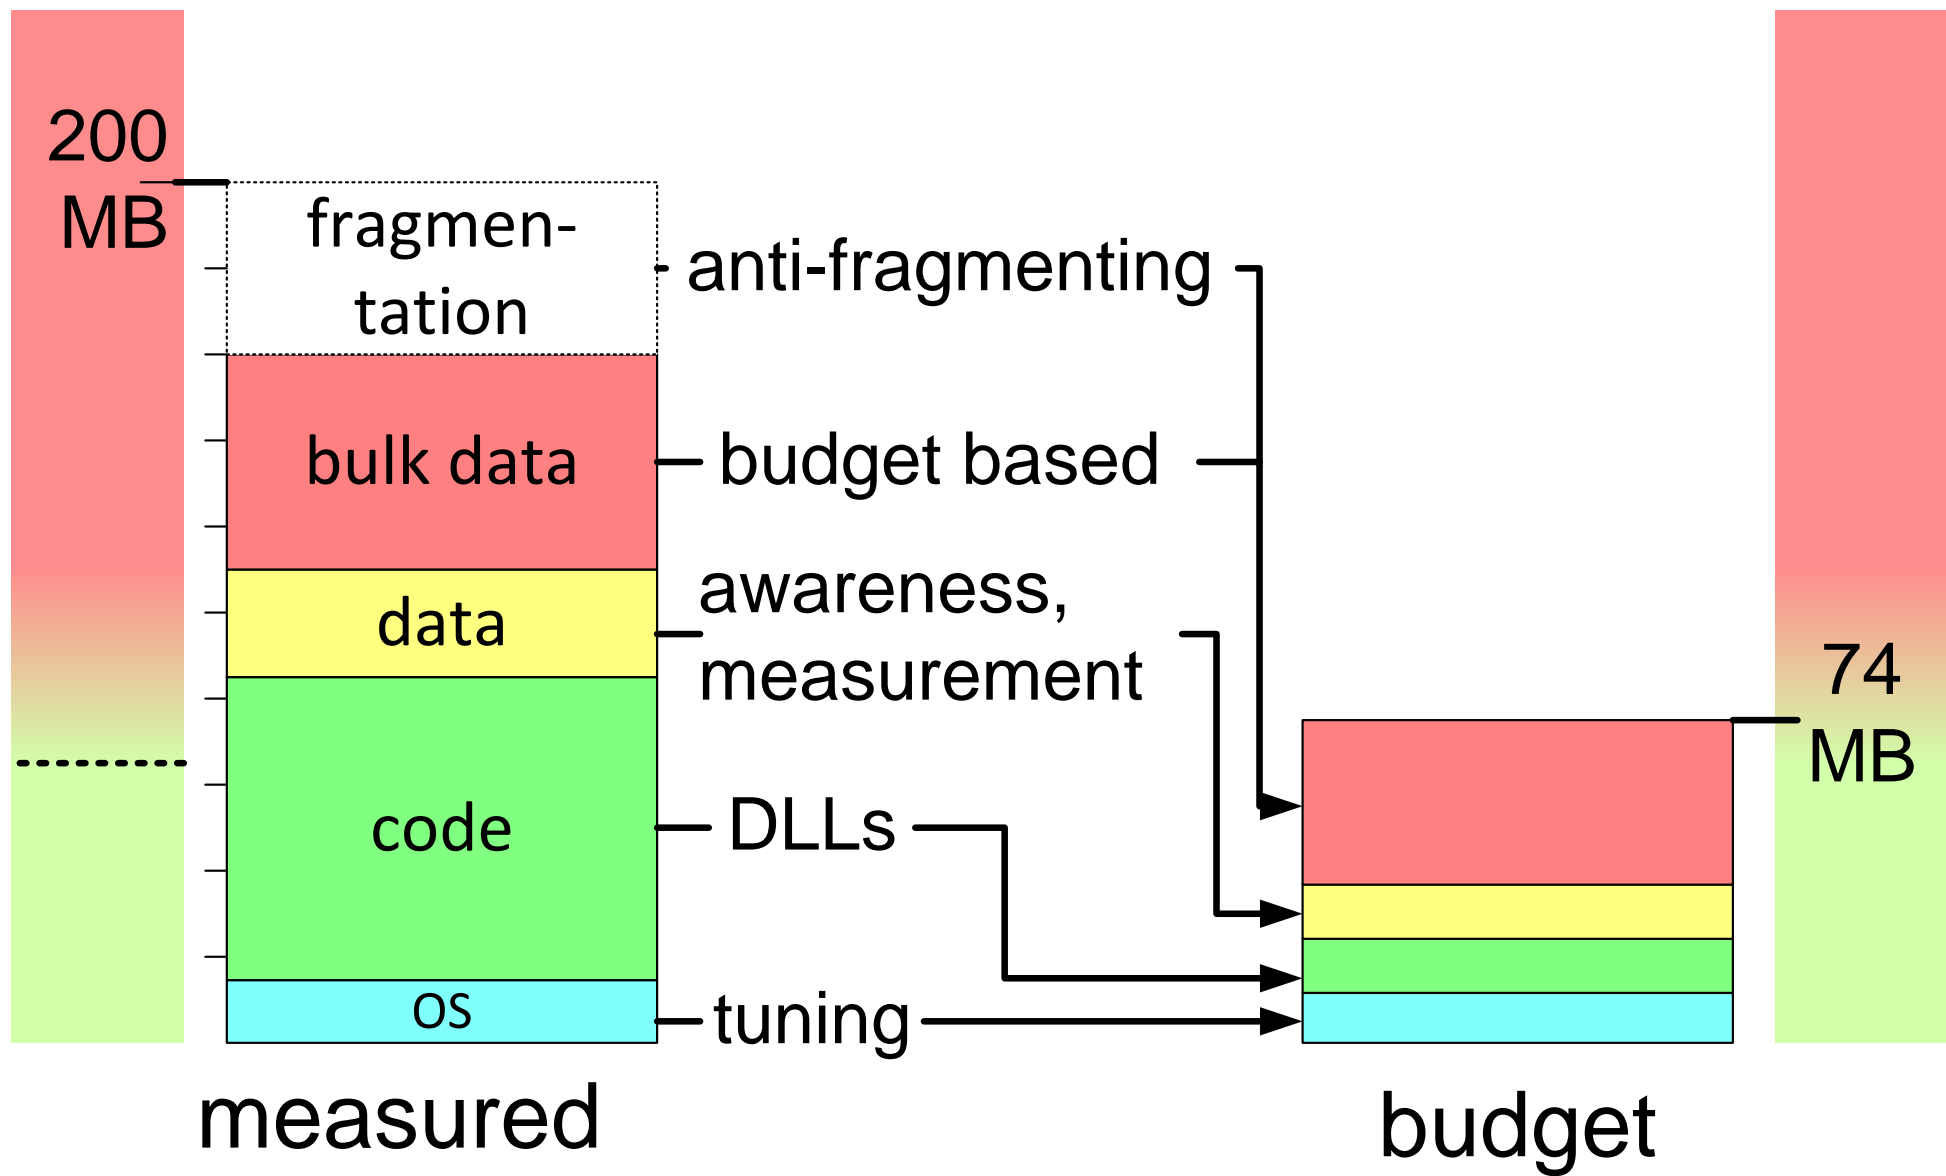 200
MB
fragmen-
tation
anti-fragmenting
bulk data
budget based
data
awareness,
measurement
74
MB
code
DLLs
OS
tuning
measured
budget